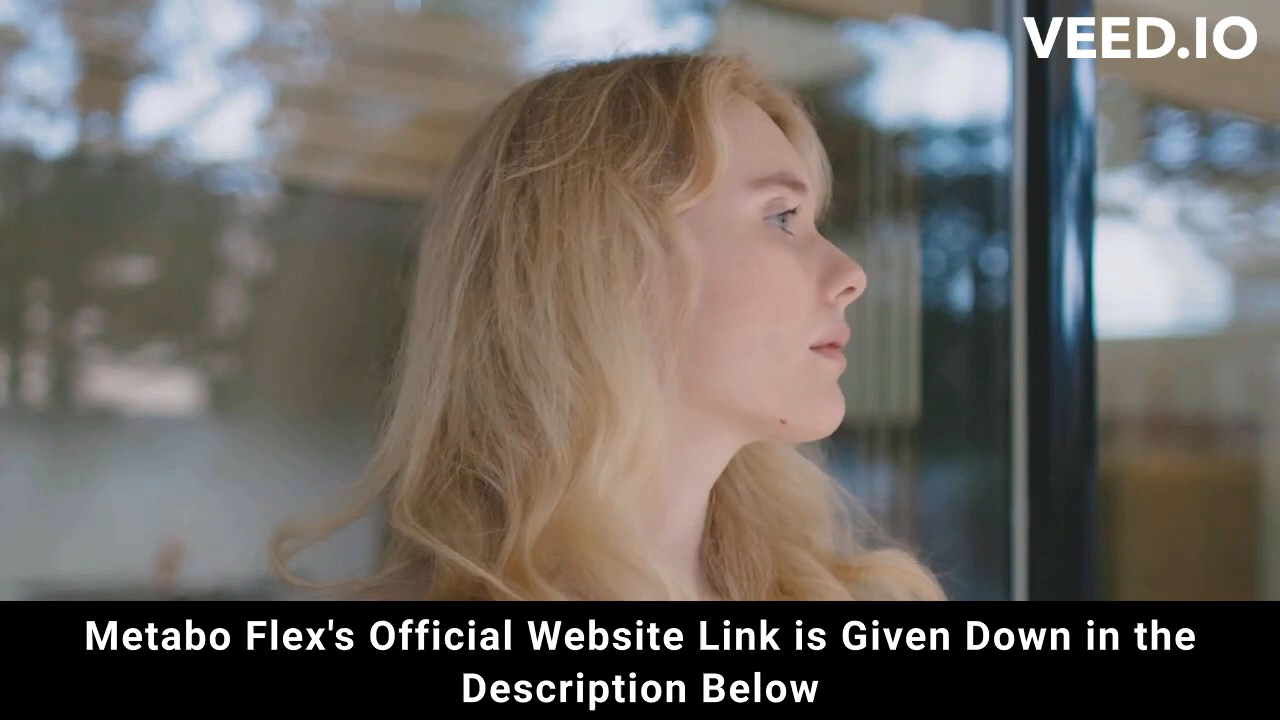 VEED.IO
Metabo Flex's Official Website Link is Given Down in the
Description Below